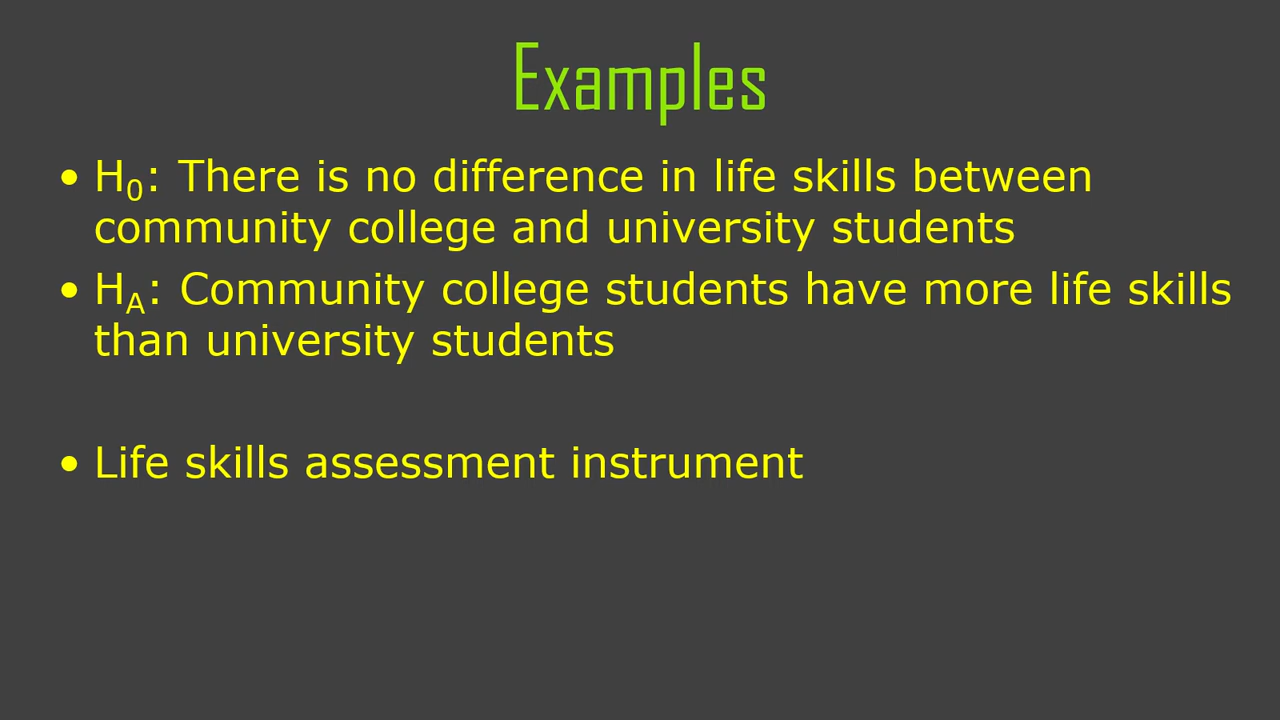 Examples
• H₀: There is no difference in life skills between
community college and university students
• Hₐ: Community college students have more life skills
than university students
• Life skills assessment instrument